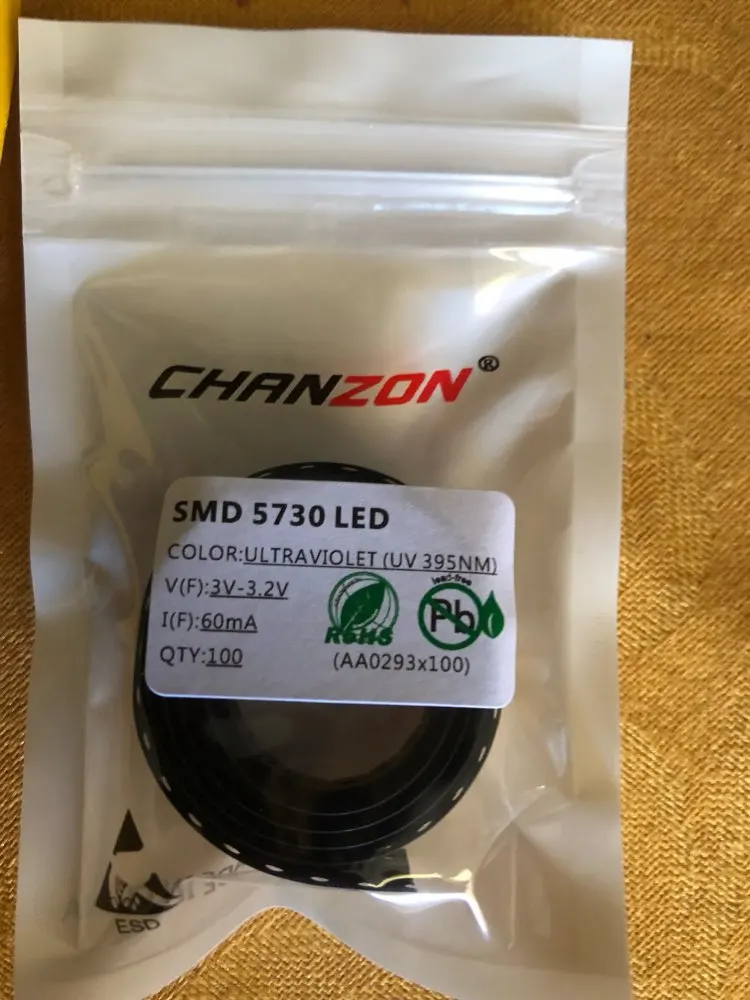 CHANZON®
SMD 5730 LED
COLOR:ULTRAVIOLET (UV 395NM)
V(F):3V-3.2V
I(F):60mA
QTY:100
RoHS
lead-free
Pb
(AA0293x100)
ESD